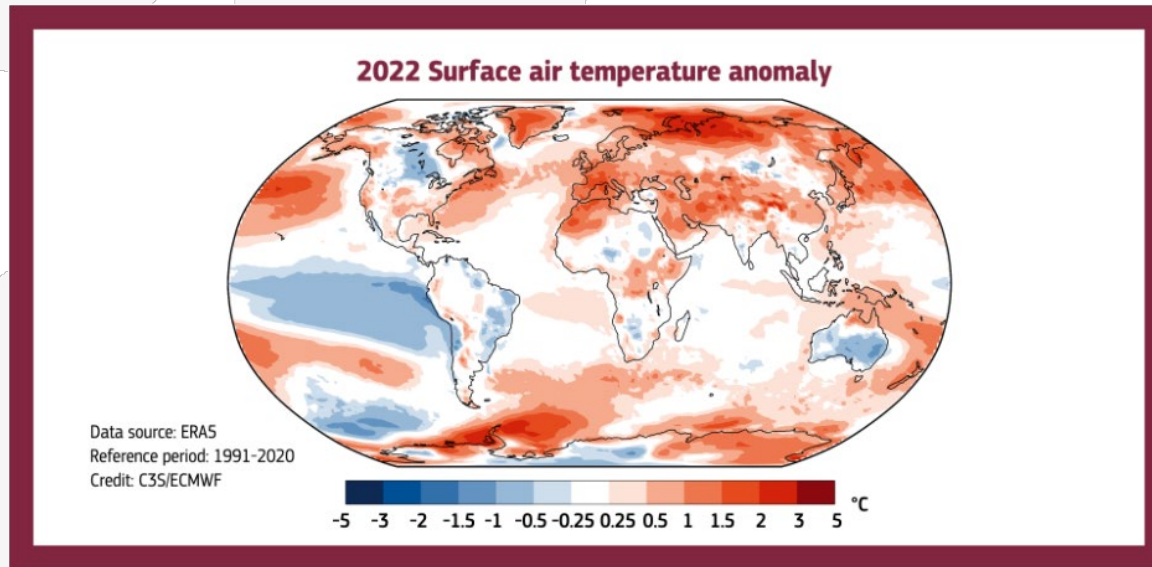 2022 Surface air temperature anomaly
Data source: ERA5
Reference period: 1991-2020
Credit: C3S/ECMWF
°C
-5 -3 -2 -1.5 -1 -0.5 -0.25 0.25 0.5 1 1.5 2 3 5